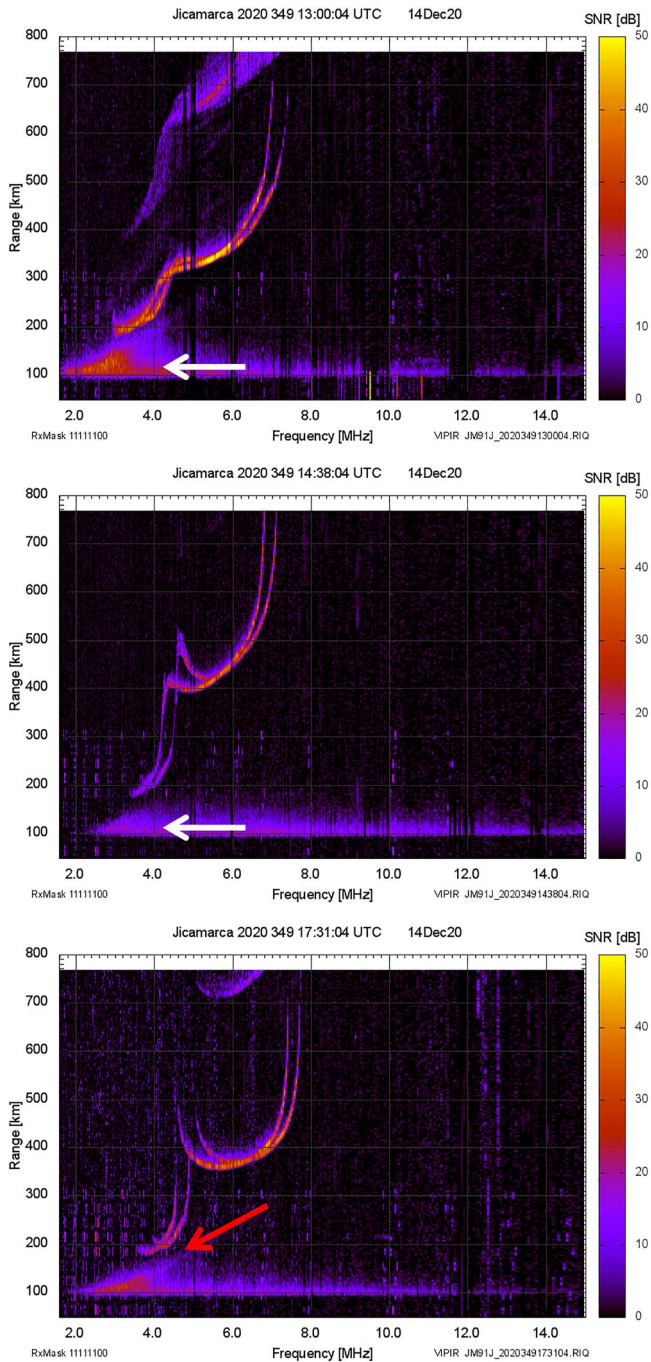 Jicamarca 2020 349 13:00:04 UTC 14Dec20
SNR [dB]
800
700
600
500
400
300
200
100
Range [km]
50
40
30
20
10
0
2.0 4.0 6.0 8.0 10.0 12.0 14.0
RxMask 11111100 Frequency [MHz] VIPIR JM91J_2020349130004.RIQ
Jicamarca 2020 349 14:38:04 UTC 14Dec20
SNR [dB]
800
700
600
500
400
300
200
100
Range [km]
50
40
30
20
10
0
2.0 4.0 6.0 8.0 10.0 12.0 14.0
RxMask 11111100 Frequency [MHz] VIPIR JM91J_2020349143804.RIQ
Jicamarca 2020 349 17:31:04 UTC 14Dec20
SNR [dB]
800
700
600
500
400
300
200
100
Range [km]
50
40
30
20
10
0
2.0 4.0 6.0 8.0 10.0 12.0 14.0
RxMask 11111100 Frequency [MHz] VIPIR JM91J_2020349173104.RIQ